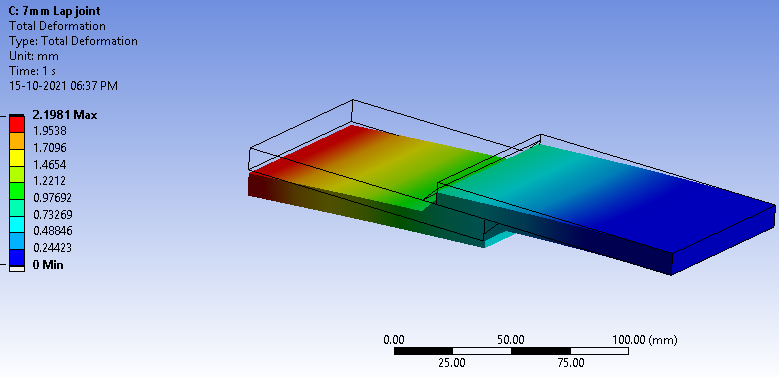 C: 7mm Lap joint
Total Deformation
Type: Total Deformation
Unit: mm
Time: 1 s
15-10-2021 06:37 PM
2.1981 Max
1.9538
1.7096
1.4654
1.2212
0.97692
0.73269
0.48846
0.24423
0 Min
0.00 50.00 100.00 (mm)
25.00 75.00